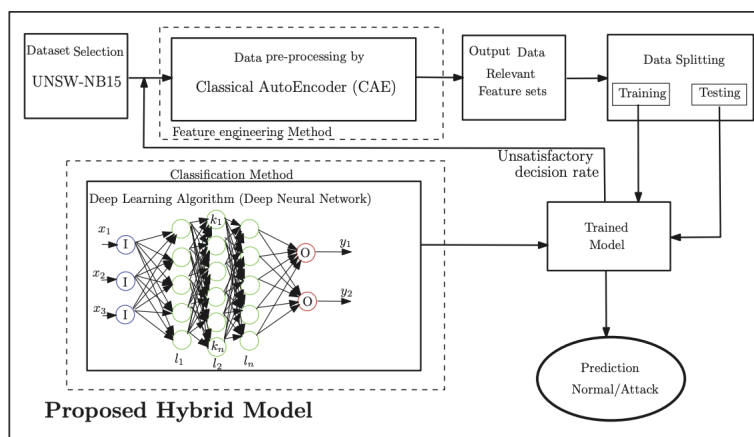 Dataset Selection
UNSW-NB15
Data pre-processing by
Classical AutoEncoder (CAE)
Feature engineering Method
Output Data
Relevant
Feature sets
Data Splitting
Training
Testing
Unsatisfactory
decision rate
Classification Method
Deep Learning Algorithm (Deep Neural Network)
x₁
x₂
x₃
I
I
I
k₁
kₙ
l₁
l₂
lₙ
O
O
y₁
y₂
Trained
Model
Prediction
Normal/Attack
Proposed Hybrid Model